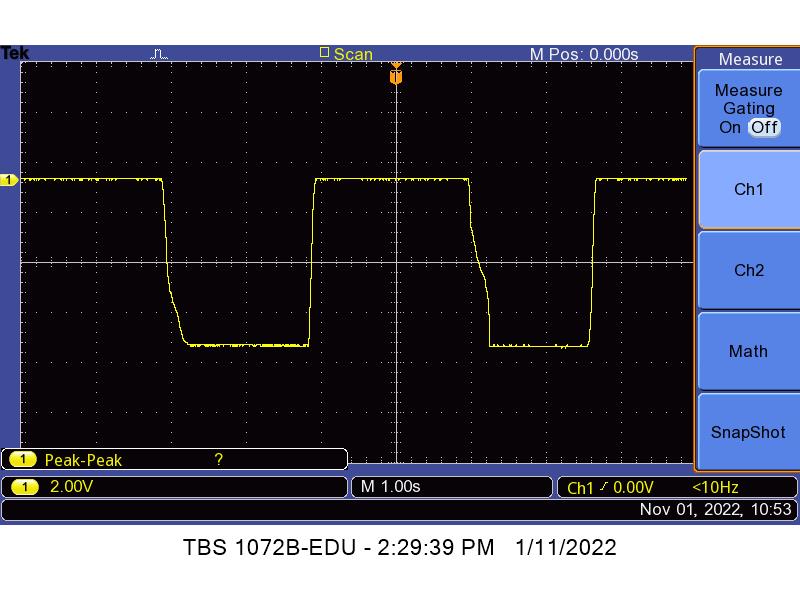 Tek Scan M Pos: 0.000s Measure
T
Measure
Gating
On Off
1
Ch1
Ch2
Math
SnapShot
1 Peak-Peak ?
1 2.00V M 1.00s Ch1 0.00V <10Hz
Nov 01, 2022, 10:53
TBS 1072B-EDU - 2:29:39 PM 1/11/2022